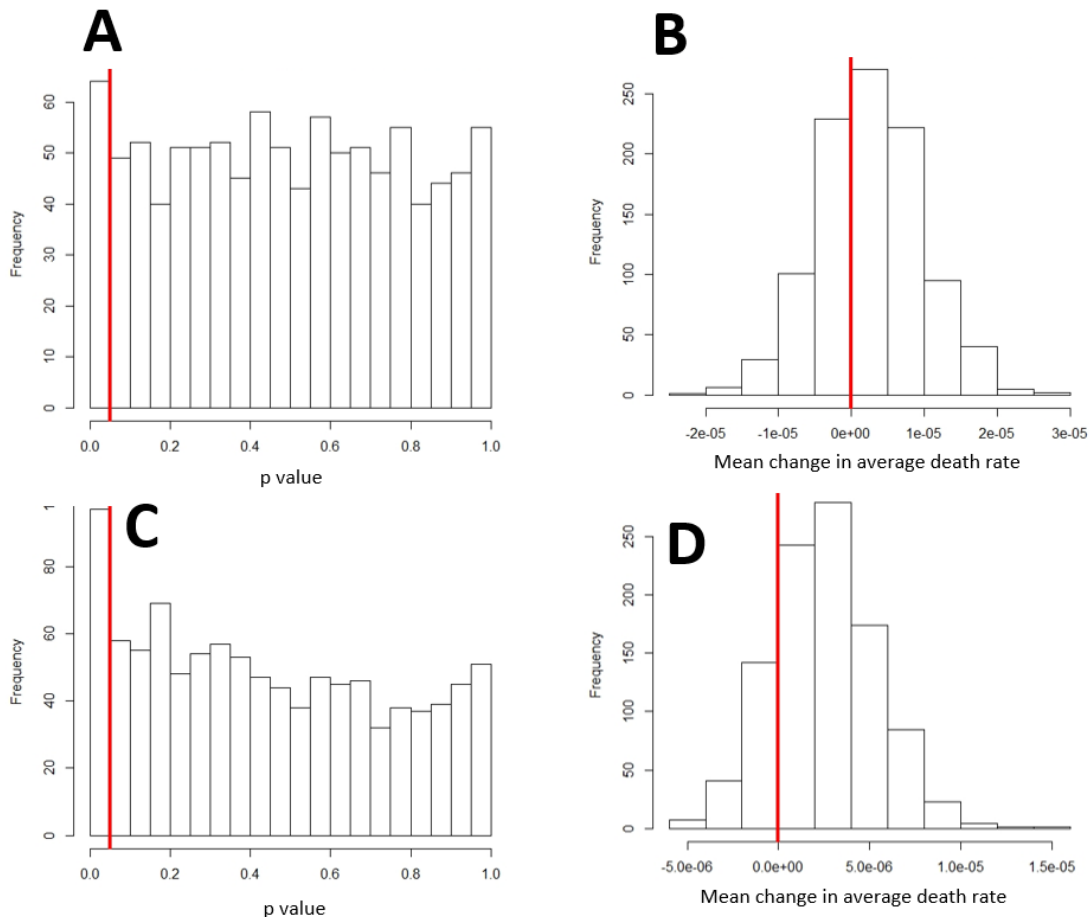 A
Frequency
0 10 20 30 40 50 60
0.0 0.2 0.4 0.6 0.8 1.0
p value
B
Frequency
0 50 100 150 200 250
-2e-05 -1e-05 0e+00 1e-05 2e-05 3e-05
Mean change in average death rate
C
Frequency
0 20 40 60 80 1
0.0 0.2 0.4 0.6 0.8 1.0
p value
D
Frequency
0 50 100 150 200 250
-5.0e-06 0.0e+00 5.0e-06 1.0e-05 1.5e-05
Mean change in average death rate